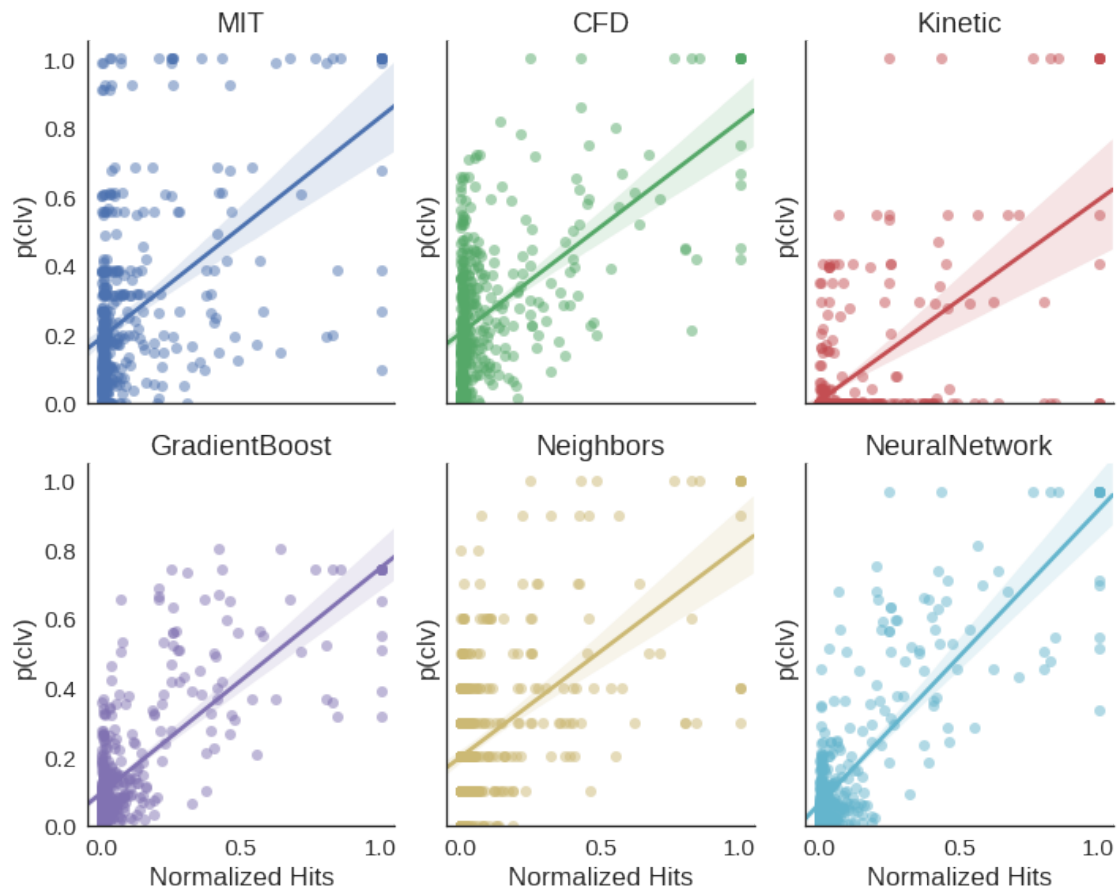 MIT CFD Kinetic
1.0
0.8
0.6
0.4
0.2
0.0
p(clv) p(clv) p(clv)
GradientBoost Neighbors NeuralNetwork
1.0
0.8
0.6
0.4
0.2
0.0
p(clv) p(clv) p(clv)
0.0 0.5 1.0 0.0 0.5 1.0 0.0 0.5 1.0
Normalized Hits Normalized Hits Normalized Hits